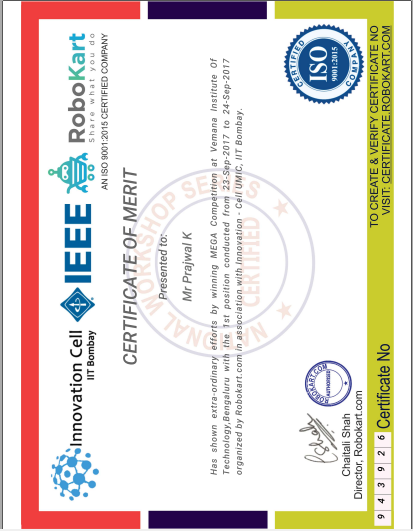 Innovation Cell
IIT Bombay
IEEE
RoboKart
Share what you do
AN ISO 9001:2015 CERTIFIED COMPANY
CERTIFICATE OF MERIT
Presented to:
Mr Prajwal K
Has shown extra-ordinary efforts by winning MEGA Competition at Vemana Institute Of
Technology,Bengaluru with the 1st position conducted from 23-Sep-2017 to 24-Sep-2017
organized by Robokart.com in association with Innovation - Cell UMIC, IIT Bombay.
NATIONAL WORKSHOP SERIES
CERTIFIED
ROBOKART.COM
AUTHORISED
Chaitali Shah
Director, Robokart.com
CERTIFIED
ISO
9001:2015
COMPANY
9 4 3 9 2 6 Certificate No
TO CREATE & VERIFY CERTIFICATE NO
VISIT: CERTIFICATE.ROBOKART.COM